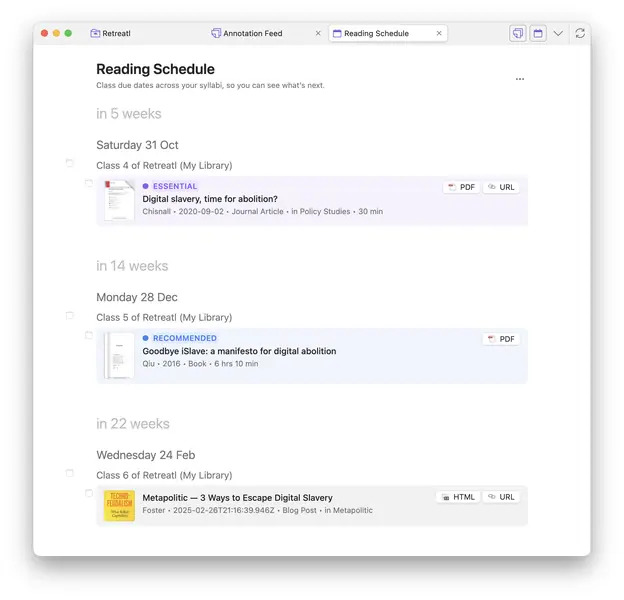 Retreatl
Annotation Feed
Reading Schedule
Reading Schedule
Class due dates across your syllabi, so you can see what's next.
in 5 weeks
Saturday 31 Oct
Class 4 of Retreatl (My Library)
ESSENTIAL
PDF
URL
Digital slavery, time for abolition?
Chisnall • 2020-09-02 • Journal Article • in Policy Studies • 30 min
in 14 weeks
Monday 28 Dec
Class 5 of Retreatl (My Library)
RECOMMENDED
PDF
Goodbye iSlave: a manifesto for digital abolition
Qiu • 2016 • Book • 6 hrs 10 min
in 22 weeks
Wednesday 24 Feb
Class 6 of Retreatl (My Library)
TECHNO-
FEUDALISM
Metapolitic — 3 Ways to Escape Digital Slavery
HTML
URL
Foster • 2025-02-26T21:16:39.946Z • Blog Post • in Metapolitic